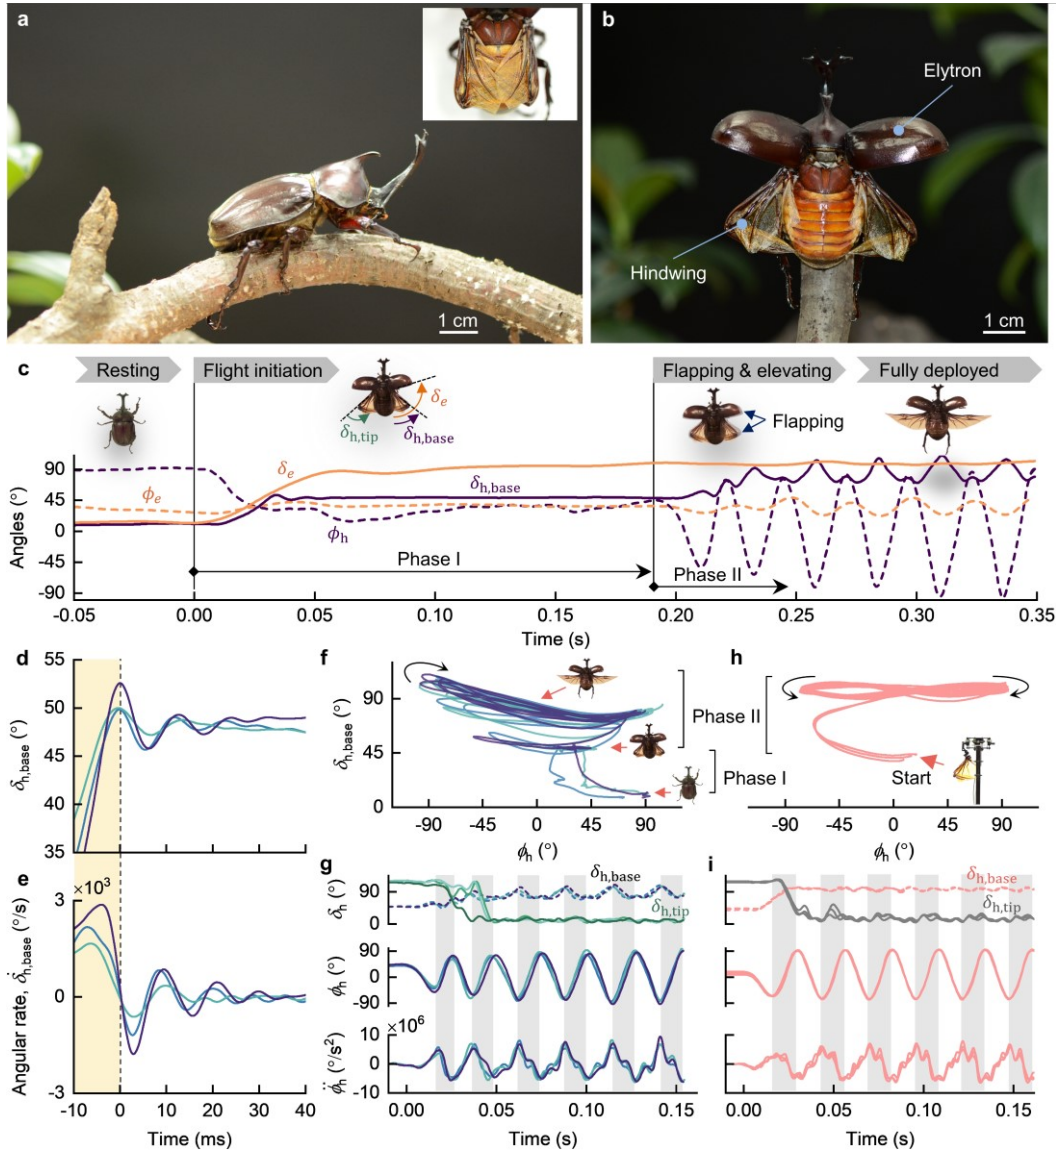 a
1 cm
b
Elytron
Hindwing
1 cm
c
Resting
Flight initiation
Flapping & elevating
Fully deployed
δe
δh,tip
δh,base
Flapping
Angles (°)
90
45
0
-45
-90
ϕe
δe
δh,base
ϕh
Phase I
Phase II
-0.05
0.00
0.05
0.10
0.15
0.20
0.25
0.30
0.35
Time (s)
d
δh,base (°)
55
50
45
40
35
e
×10³
Angular rate, δ̇h,base (°/s)
3
0
-3
-10
0
10
20
30
40
Time (ms)
f
δh,base (°)
90
45
0
Phase II
Phase I
-90
-45
0
45
90
ϕh (°)
h
Start
-90
-45
0
45
90
ϕh (°)
g
δh (°)
90
0
δh,base
δh,tip
ϕh (°)
90
0
-90
×10⁶
ϕ̈h (°/s²)
10
0
-10
0.00
0.05
0.10
0.15
Time (s)
i
δh,base
δh,tip
0.00
0.05
0.10
0.15
Time (s)